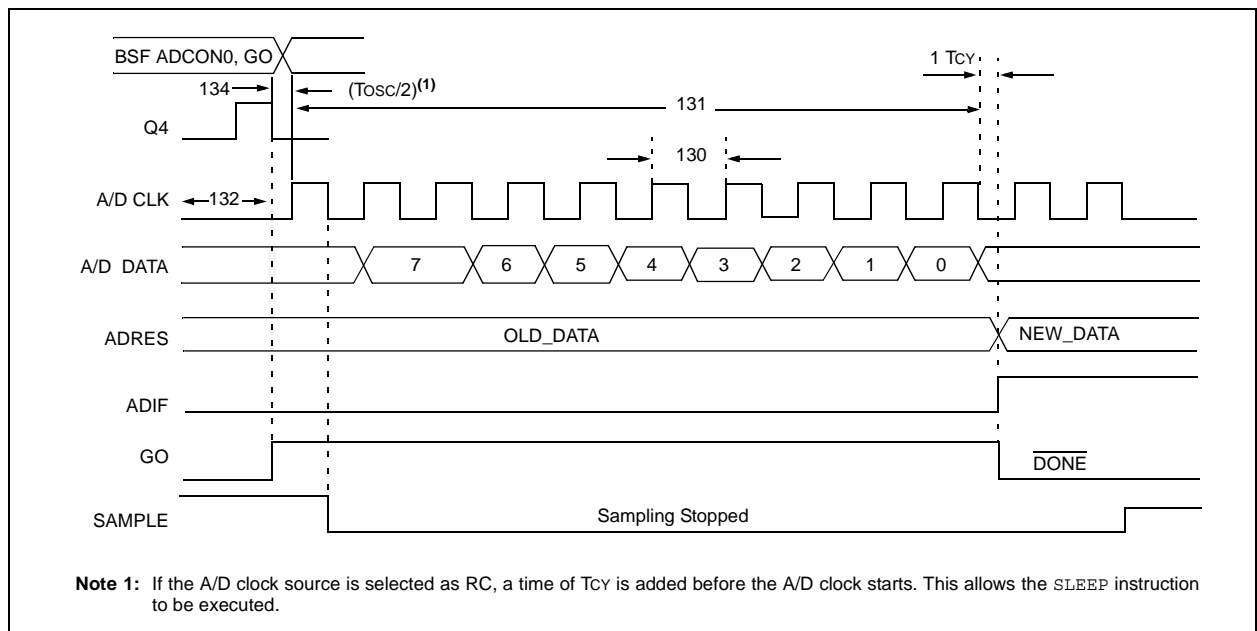 BSF ADCON0, GO
134
(TOSC/2)(1)
131
1 TCY
Q4
130
A/D CLK
132
A/D DATA
7
6
5
4
3
2
1
0
ADRES
OLD_DATA
NEW_DATA
ADIF
GO
DONE
SAMPLE
Sampling Stopped
Note 1: If the A/D clock source is selected as RC, a time of TCY is added before the A/D clock starts. This allows the SLEEP instruction
to be executed.